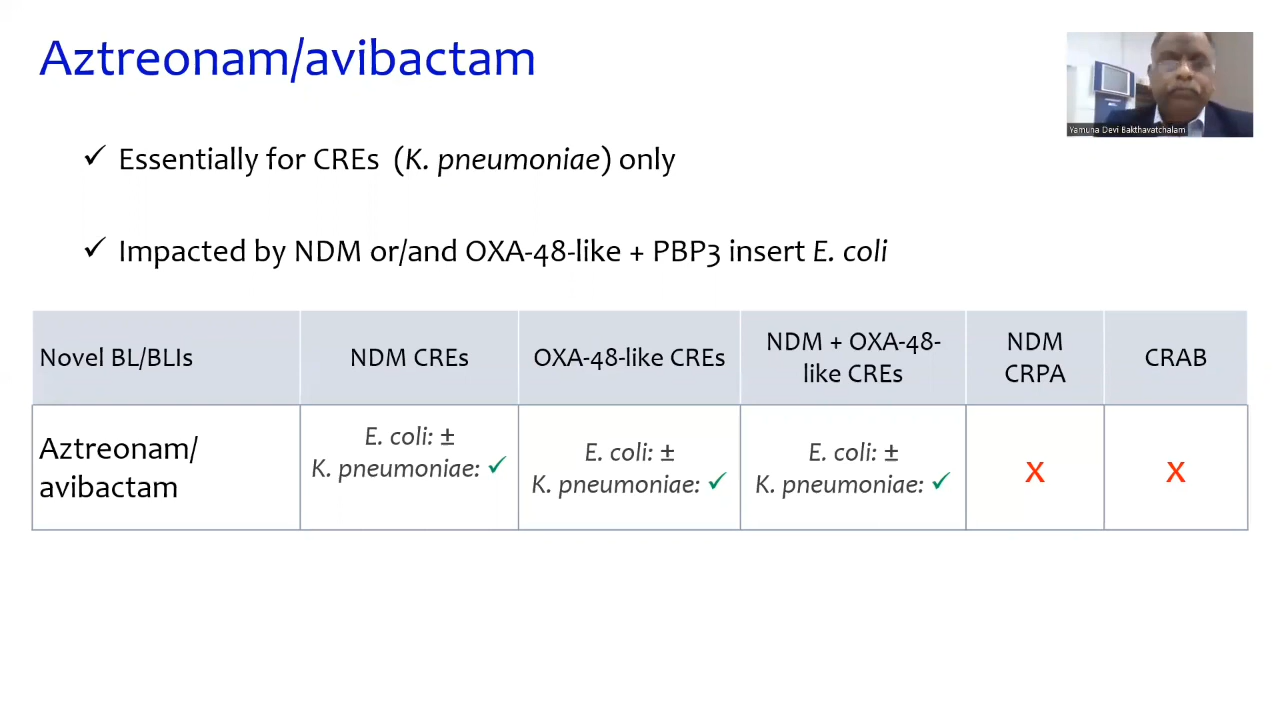 Aztreonam/avibactam
Yamuna Devi Bakthavatchalam
✓ Essentially for CREs (K. pneumoniae) only
✓ Impacted by NDM or/and OXA-48-like + PBP3 insert E. coli
Novel BL/BLIs
NDM CREs
OXA-48-like CREs
NDM + OXA-48-
like CREs
NDM
CRPA
CRAB
Aztreonam/
avibactam
E. coli: ±
K. pneumoniae: ✓
E. coli: ±
K. pneumoniae: ✓
E. coli: ±
K. pneumoniae: ✓
x
x